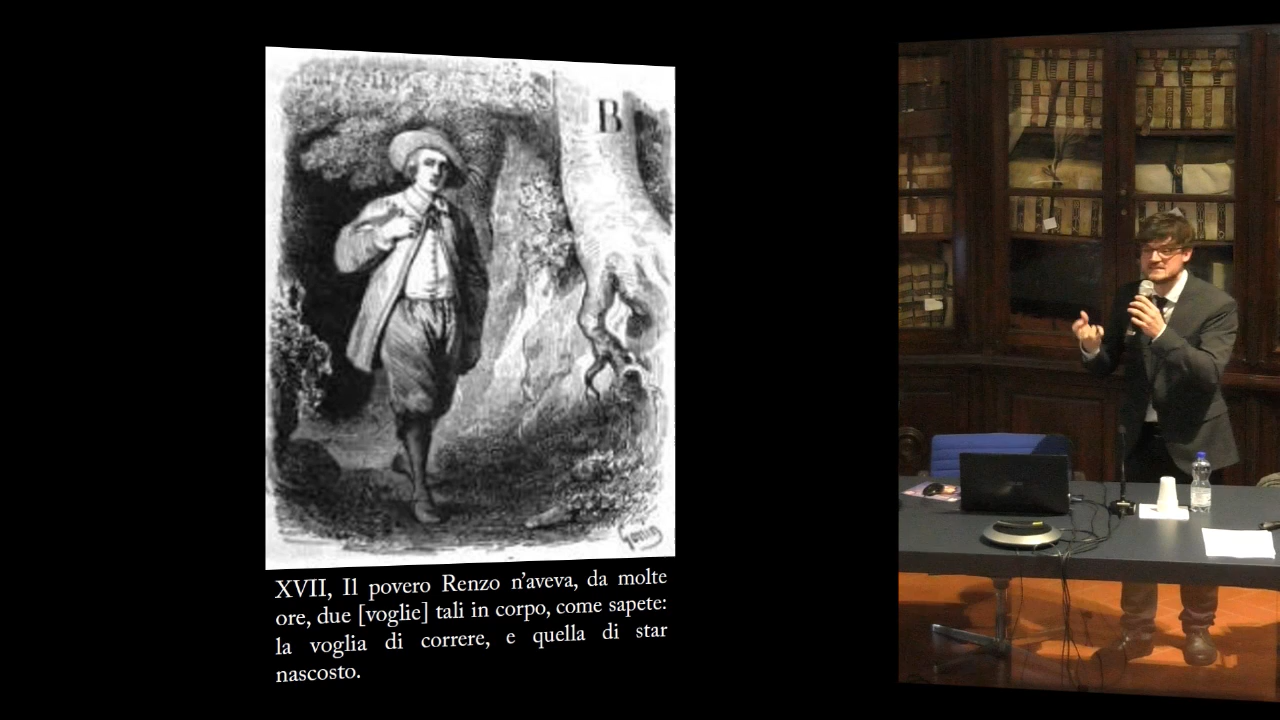 B
Gonin
XVII, Il povero Renzo n'aveva, da molte
ore, due [voglie] tali in corpo, come sapete:
la voglia di correre, e quella di star
nascosto.